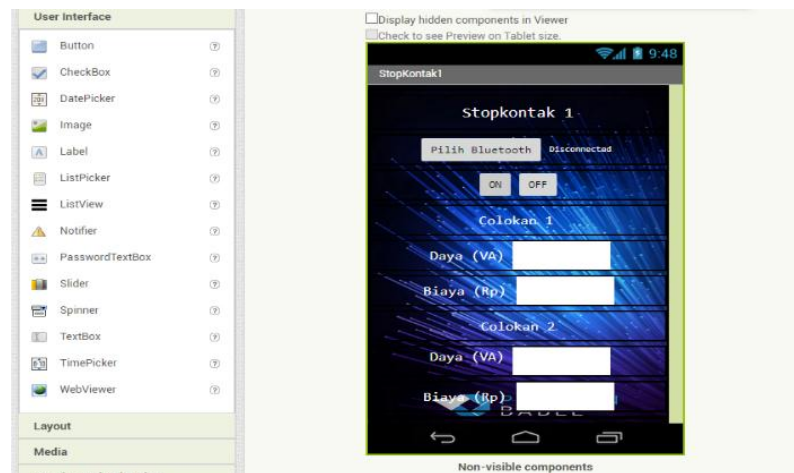 User Interface
Button
CheckBox
DatePicker
Image
Label
ListPicker
ListView
Notifier
PasswordTextBox
Slider
Spinner
TextBox
TimePicker
WebViewer
Layout
Media
Display hidden components in Viewer
Check to see Preview on Tablet size.
9:48
StopKontak1
Stopkontak 1
Pilih Bluetooth Disconnected
ON OFF
Colokan 1
Daya (VA)
Biaya (Rp)
Colokan 2
Daya (VA)
Biaya (Rp)
Non-visible components